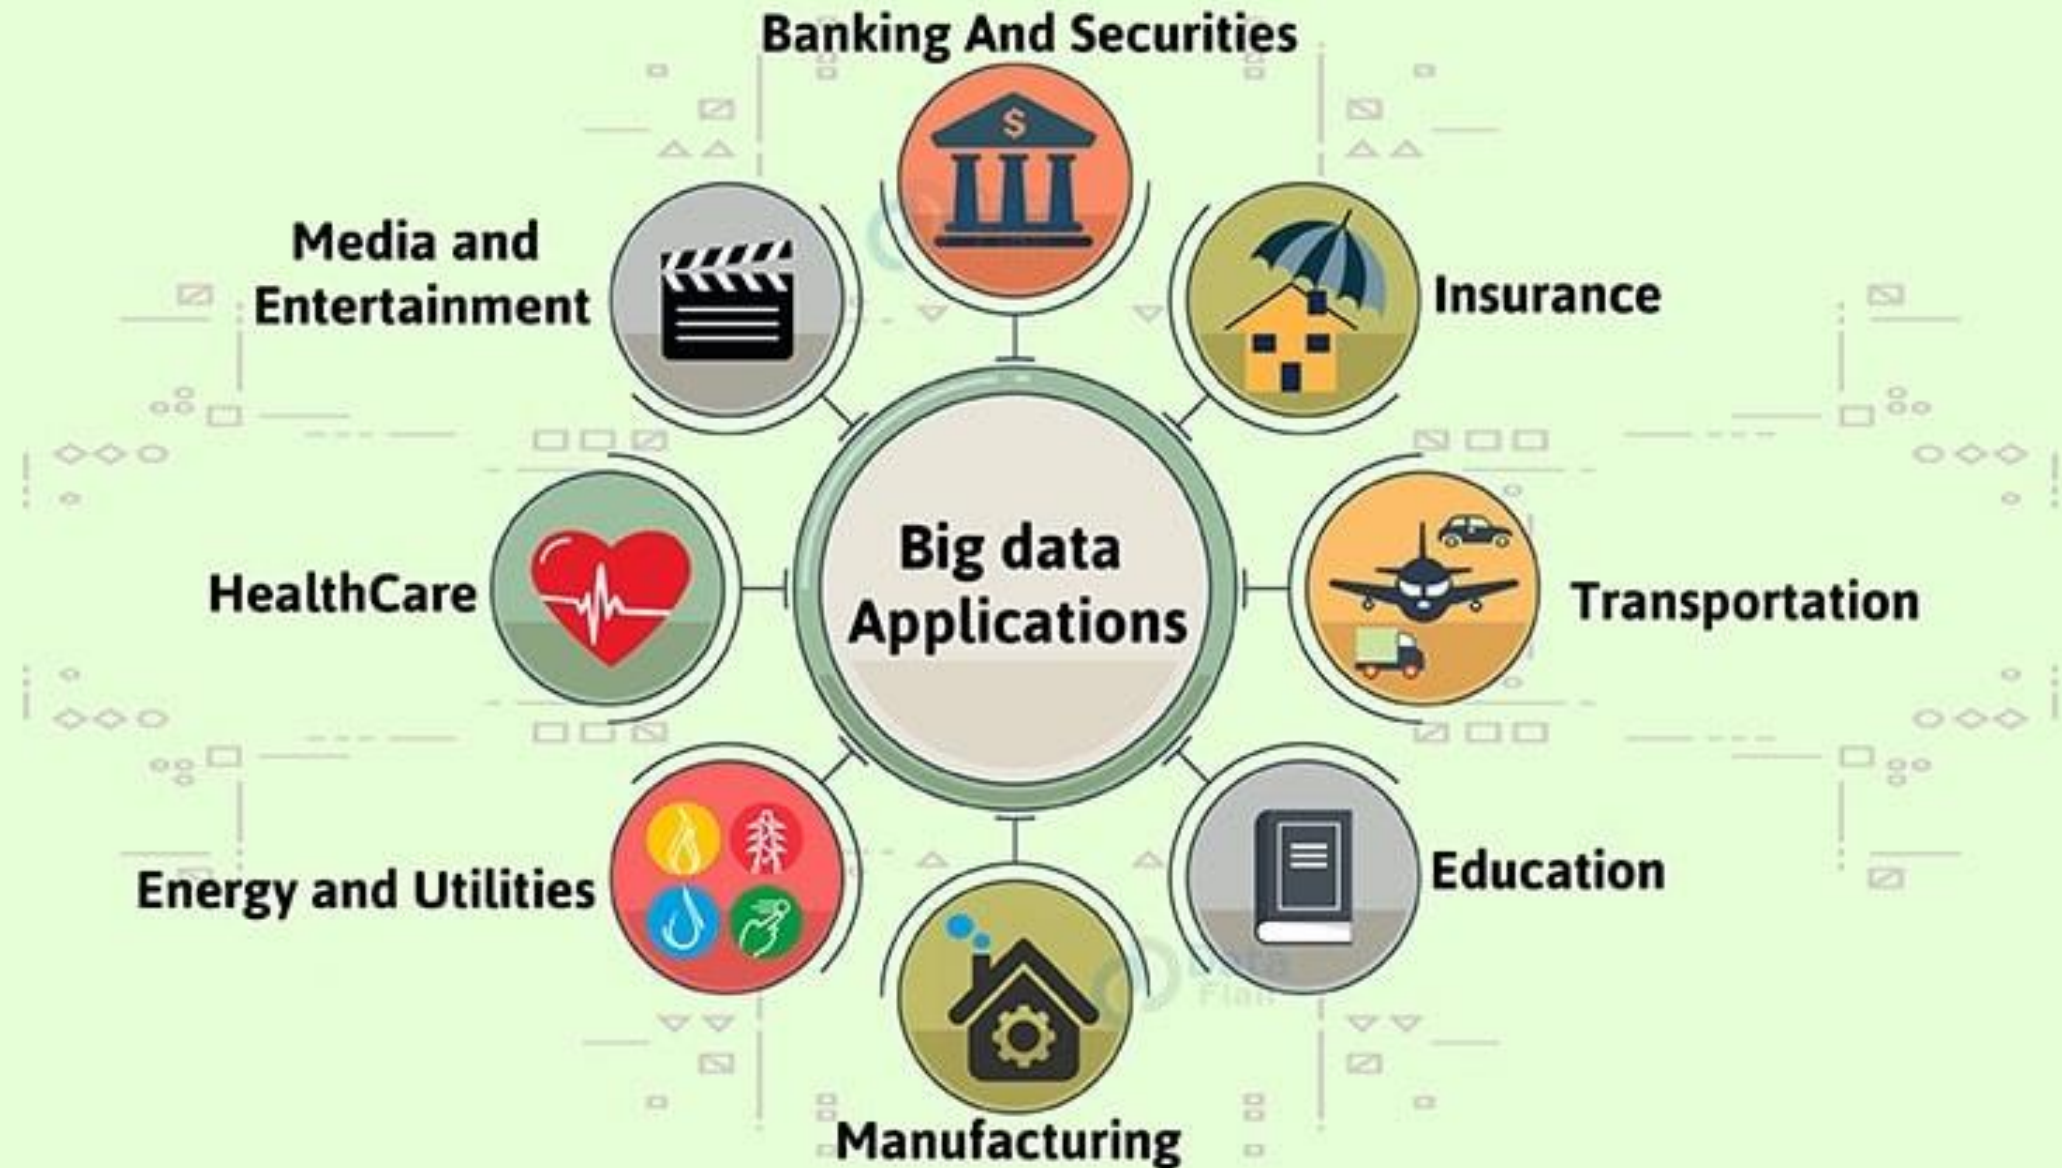 Banking And Securities
$
Media and
Entertainment
Insurance
Big data
Applications
HealthCare
Transportation
Energy and Utilities
Education
Manufacturing